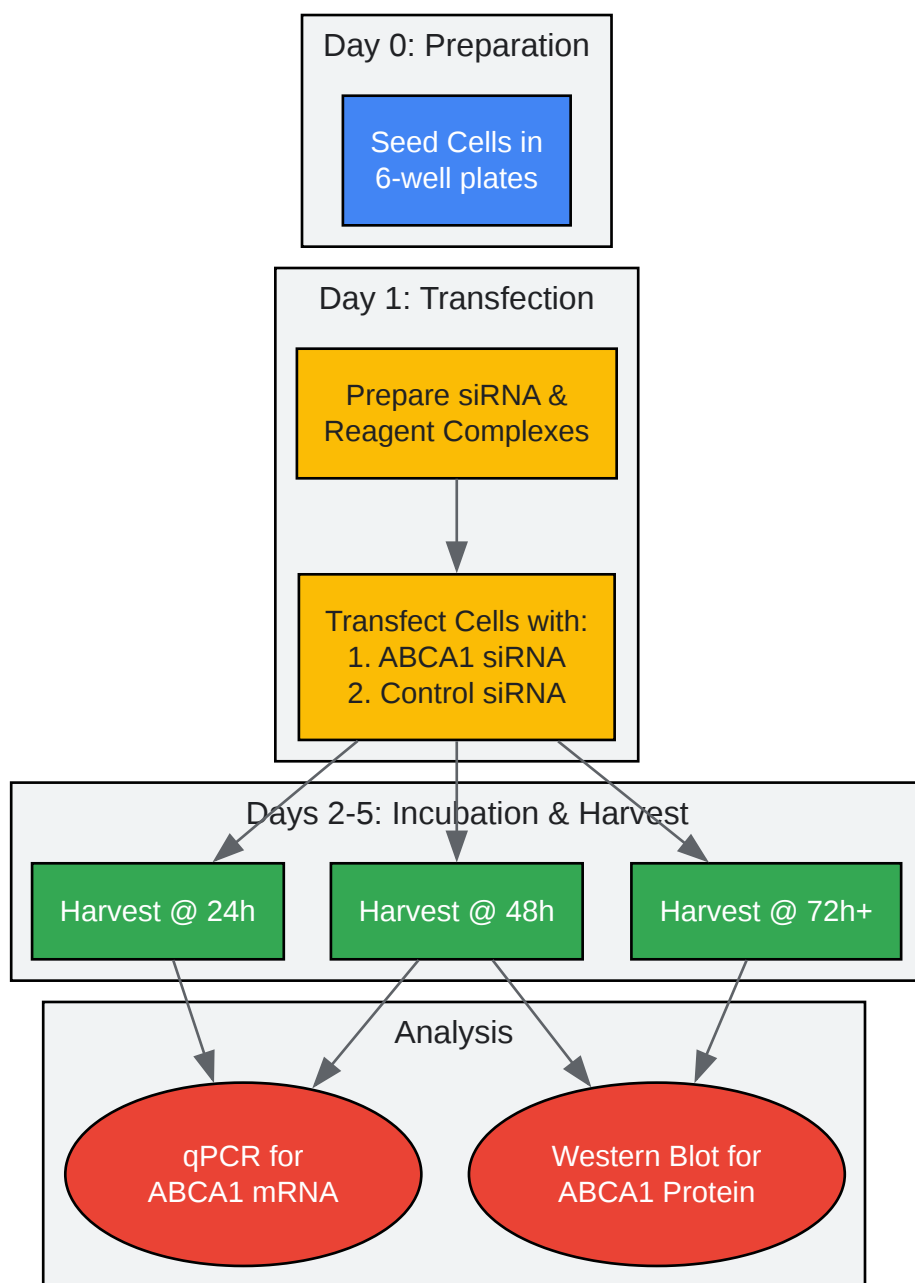 Day 0: Preparation
Seed Cells in
6-well plates
Day 1: Transfection
Prepare siRNA &
Reagent Complexes
Transfect Cells with:
1. ABCA1 siRNA
2. Control siRNA
Days 2-5: Incubation & Harvest
Harvest @ 24h
Harvest @ 48h
Harvest @ 72h+
Analysis
qPCR for
ABCA1 mRNA
Western Blot for
ABCA1 Protein